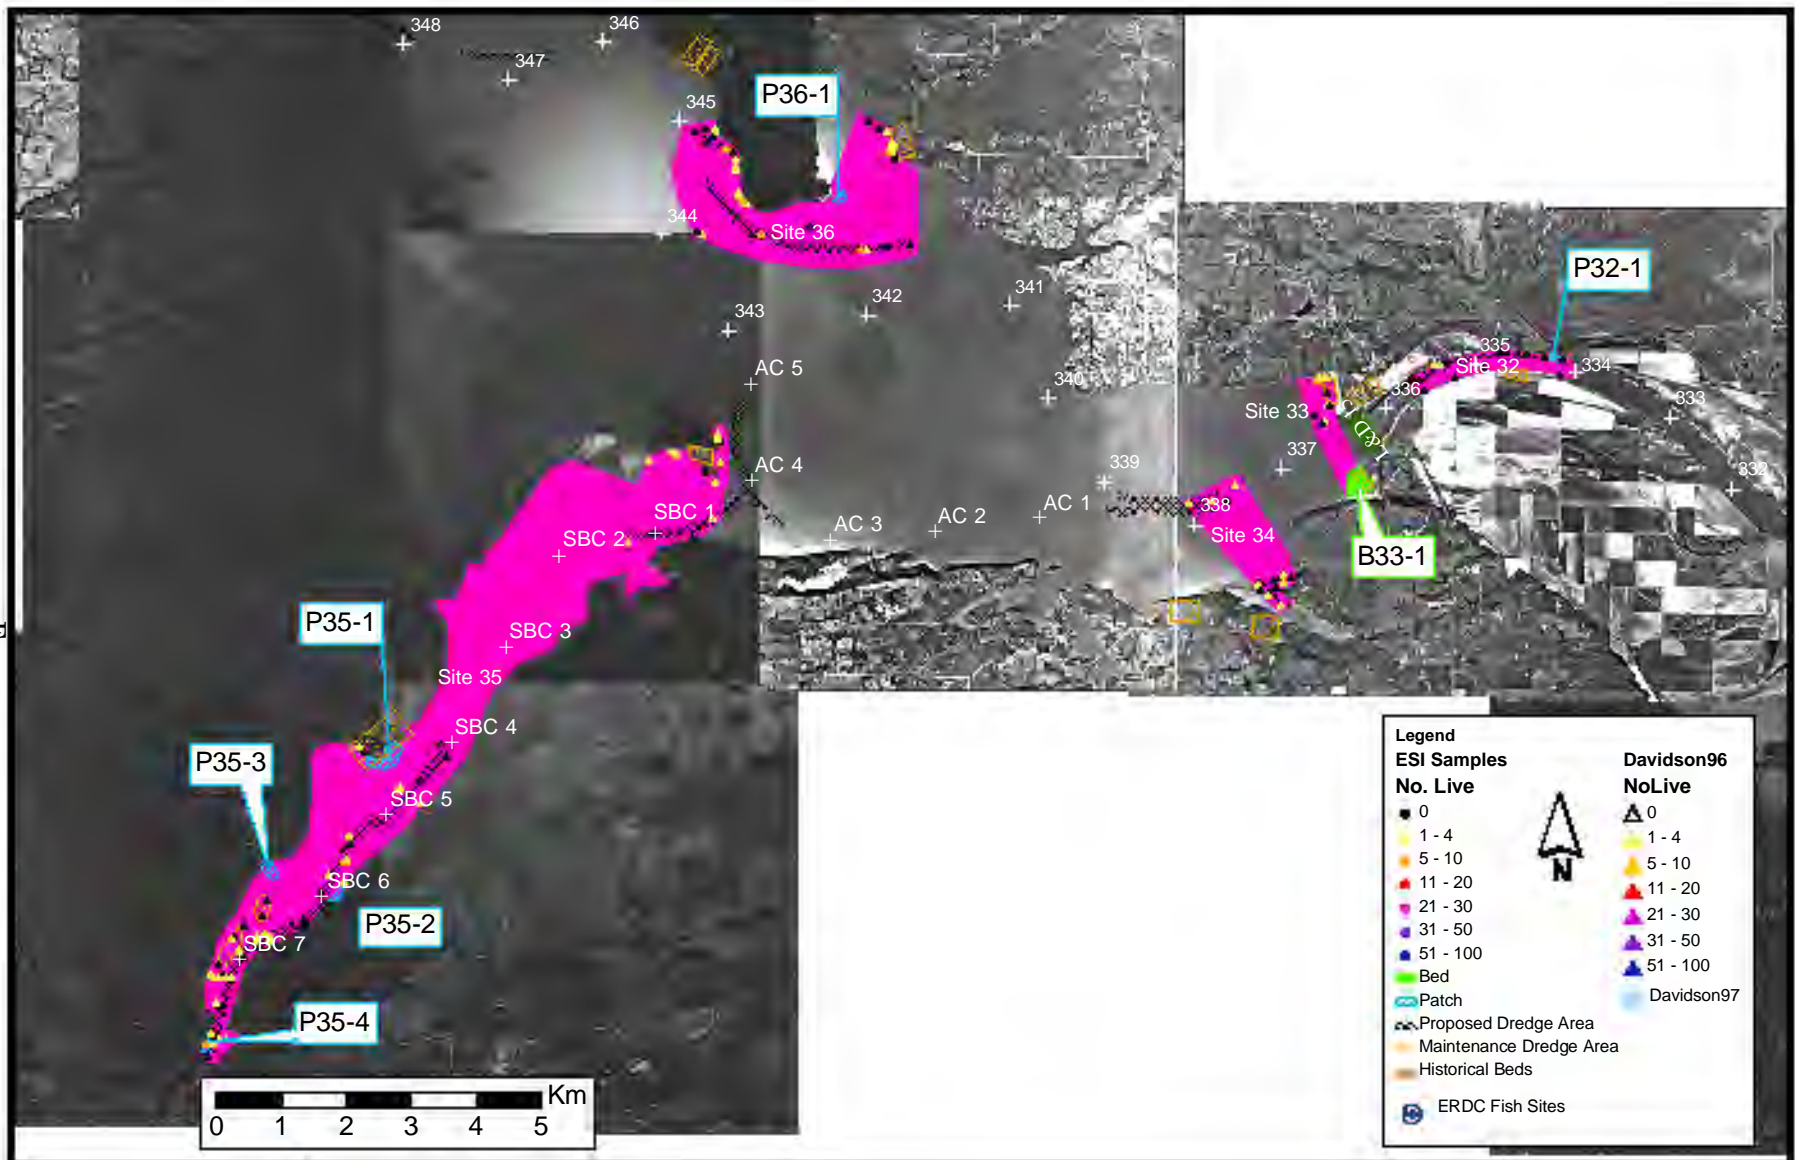 348
346
347
P36-1
345
344
Site 36
P32-1
341
342
343
335
334
Site 32
AC 5
340
336
Site 33
333
L&D 15
AC 4
337
339
332
SBC 1
AC 3
AC 2
AC 1
338
Site 34
SBC 2
B33-1
P35-1
SBC 3
Site 35
SBC 4
P35-3
SBC 5
SBC 6
P35-2
SBC 7
P35-4
Km
0 1 2 3 4 5
Legend
ESI Samples
No. Live
0
1 - 4
5 - 10
11 - 20
21 - 30
31 - 50
51 - 100
Bed
Patch
Proposed Dredge Area
Maintenance Dredge Area
Historical Beds
ERDC Fish Sites
N
Davidson96
NoLive
0
1 - 4
5 - 10
11 - 20
21 - 30
31 - 50
51 - 100
Davidson97